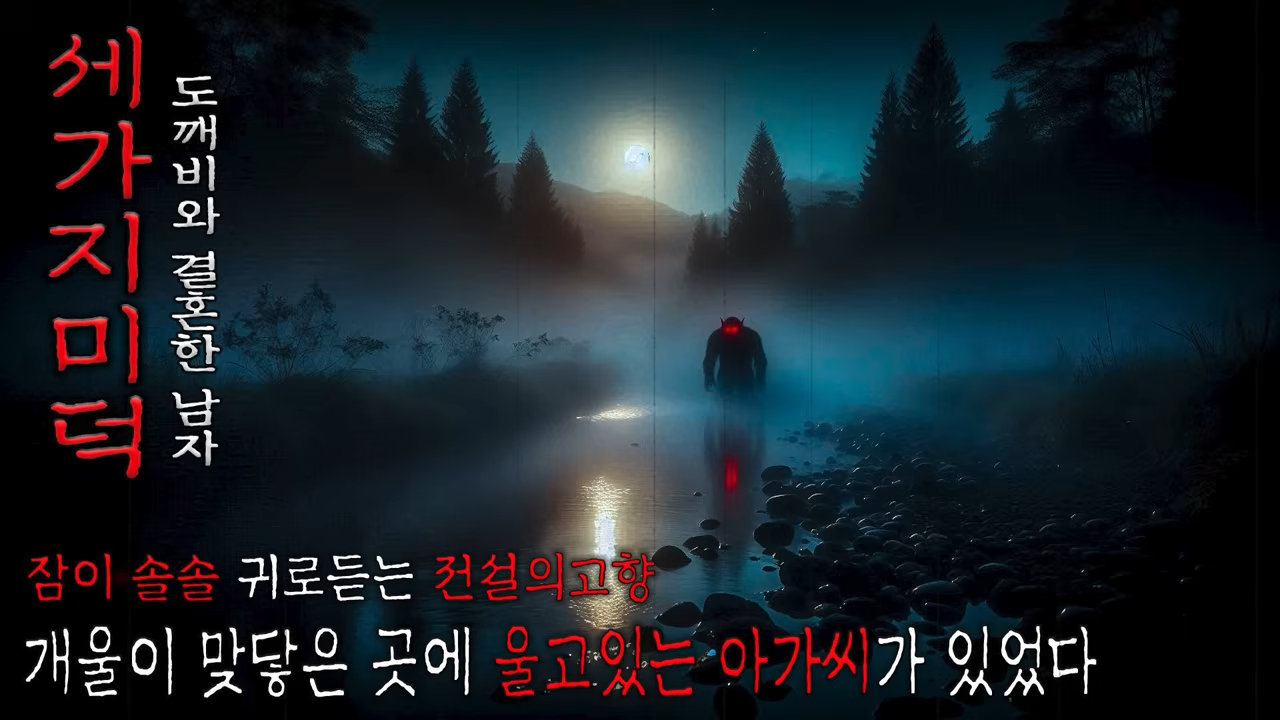 세가지미덕
도깨비와 결혼한 남자
잠이 솔솔 귀로듣는 전설의고향
개울이 맞닿은 곳에 울고있는 아가씨가 있었다